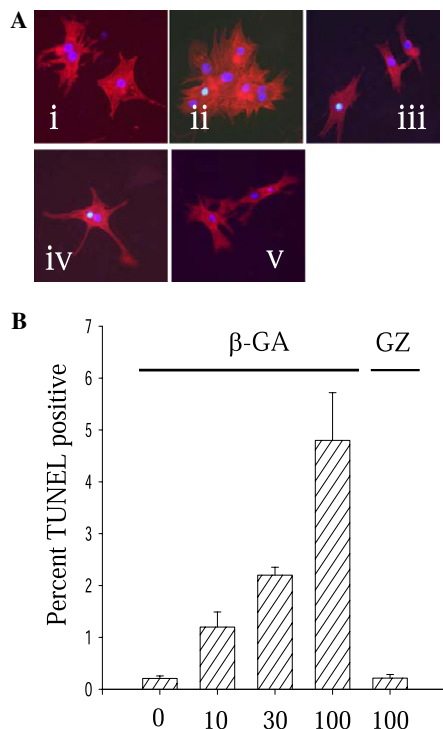 A
i
ii
iii
iv
v
B
β-GA GZ
Percent TUNEL positive
7
6
5
4
3
2
1
0
0 10 30 100 100